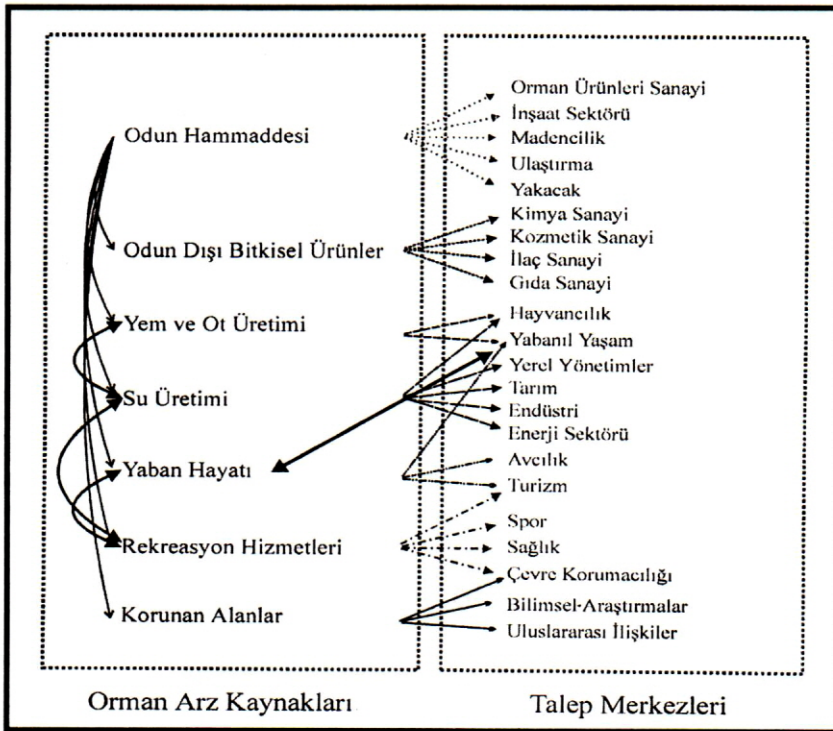 Odun Hammaddesi
Odun Dışı Bitkisel Ürünler
Yem ve Ot Üretimi
Su Üretimi
Yaban Hayatı
Rekreasyon Hizmetleri
Korunan Alanlar
Orman Arz Kaynakları
Orman Ürünleri Sanayi
İnşaat Sektörü
Madencilik
Ulaştırma
Yakacak
Kimya Sanayi
Kozmetik Sanayi
İlaç Sanayi
Gıda Sanayi
Hayvancılık
Yabanıl Yaşam
Yerel Yönetimler
Tarım
Endüstri
Enerji Sektörü
Avcılık
Turizm
Spor
Sağlık
Çevre Korumacılığı
Bilimsel-Araştırmalar
Uluslararası İlişkiler
Talep Merkezleri